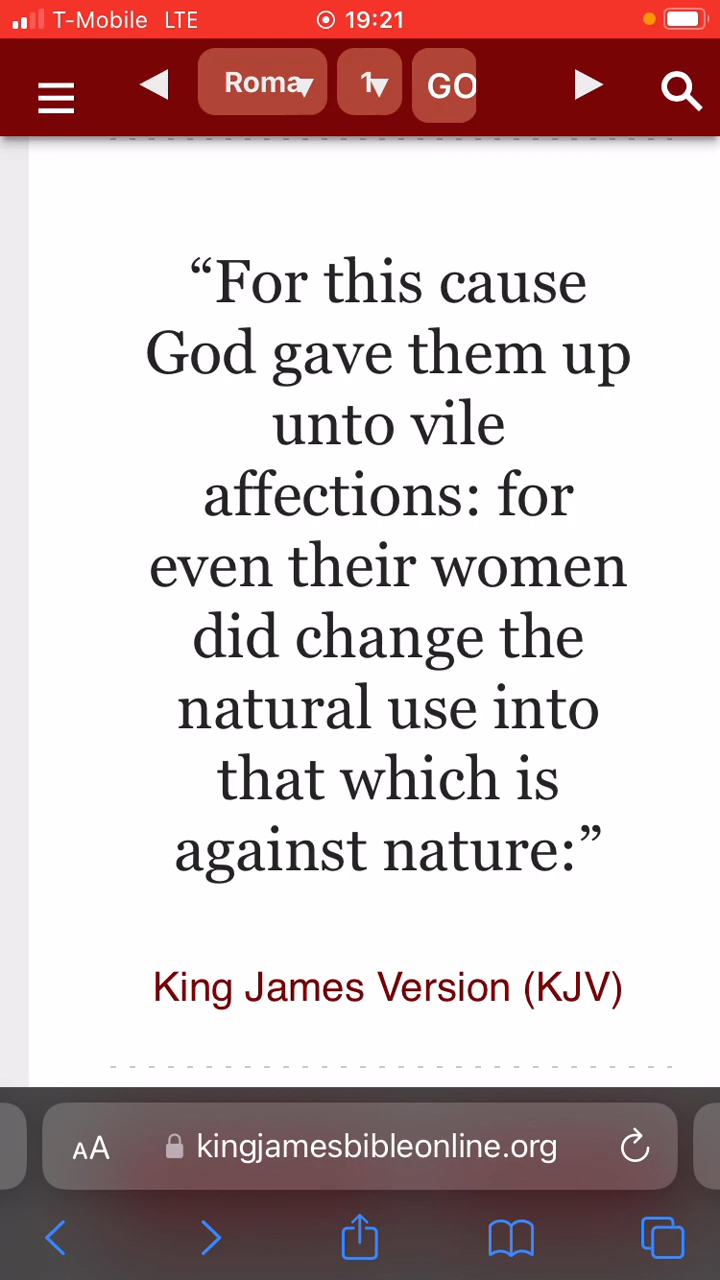 T-Mobile LTE 19:21
Roma 1 GO
“For this cause
God gave them up
unto vile
affections: for
even their women
did change the
natural use into
that which is
against nature:”
King James Version (KJV)
AA kingjamesbibleonline.org